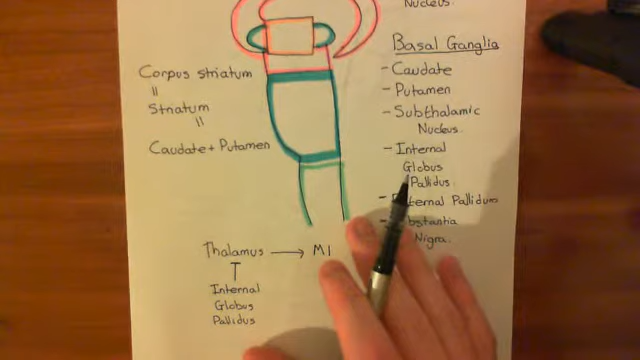 Nucleus.
Basal Ganglia
- Caudate
- Putamen
- Subthalamic
Nucleus.
- Internal
Globus
Pallidus
- Pallidum
Nigra.
Corpus striatum
=
Striatum
=
Caudate + Putamen
Thalamus → M1
Internal
Globus
Pallidus